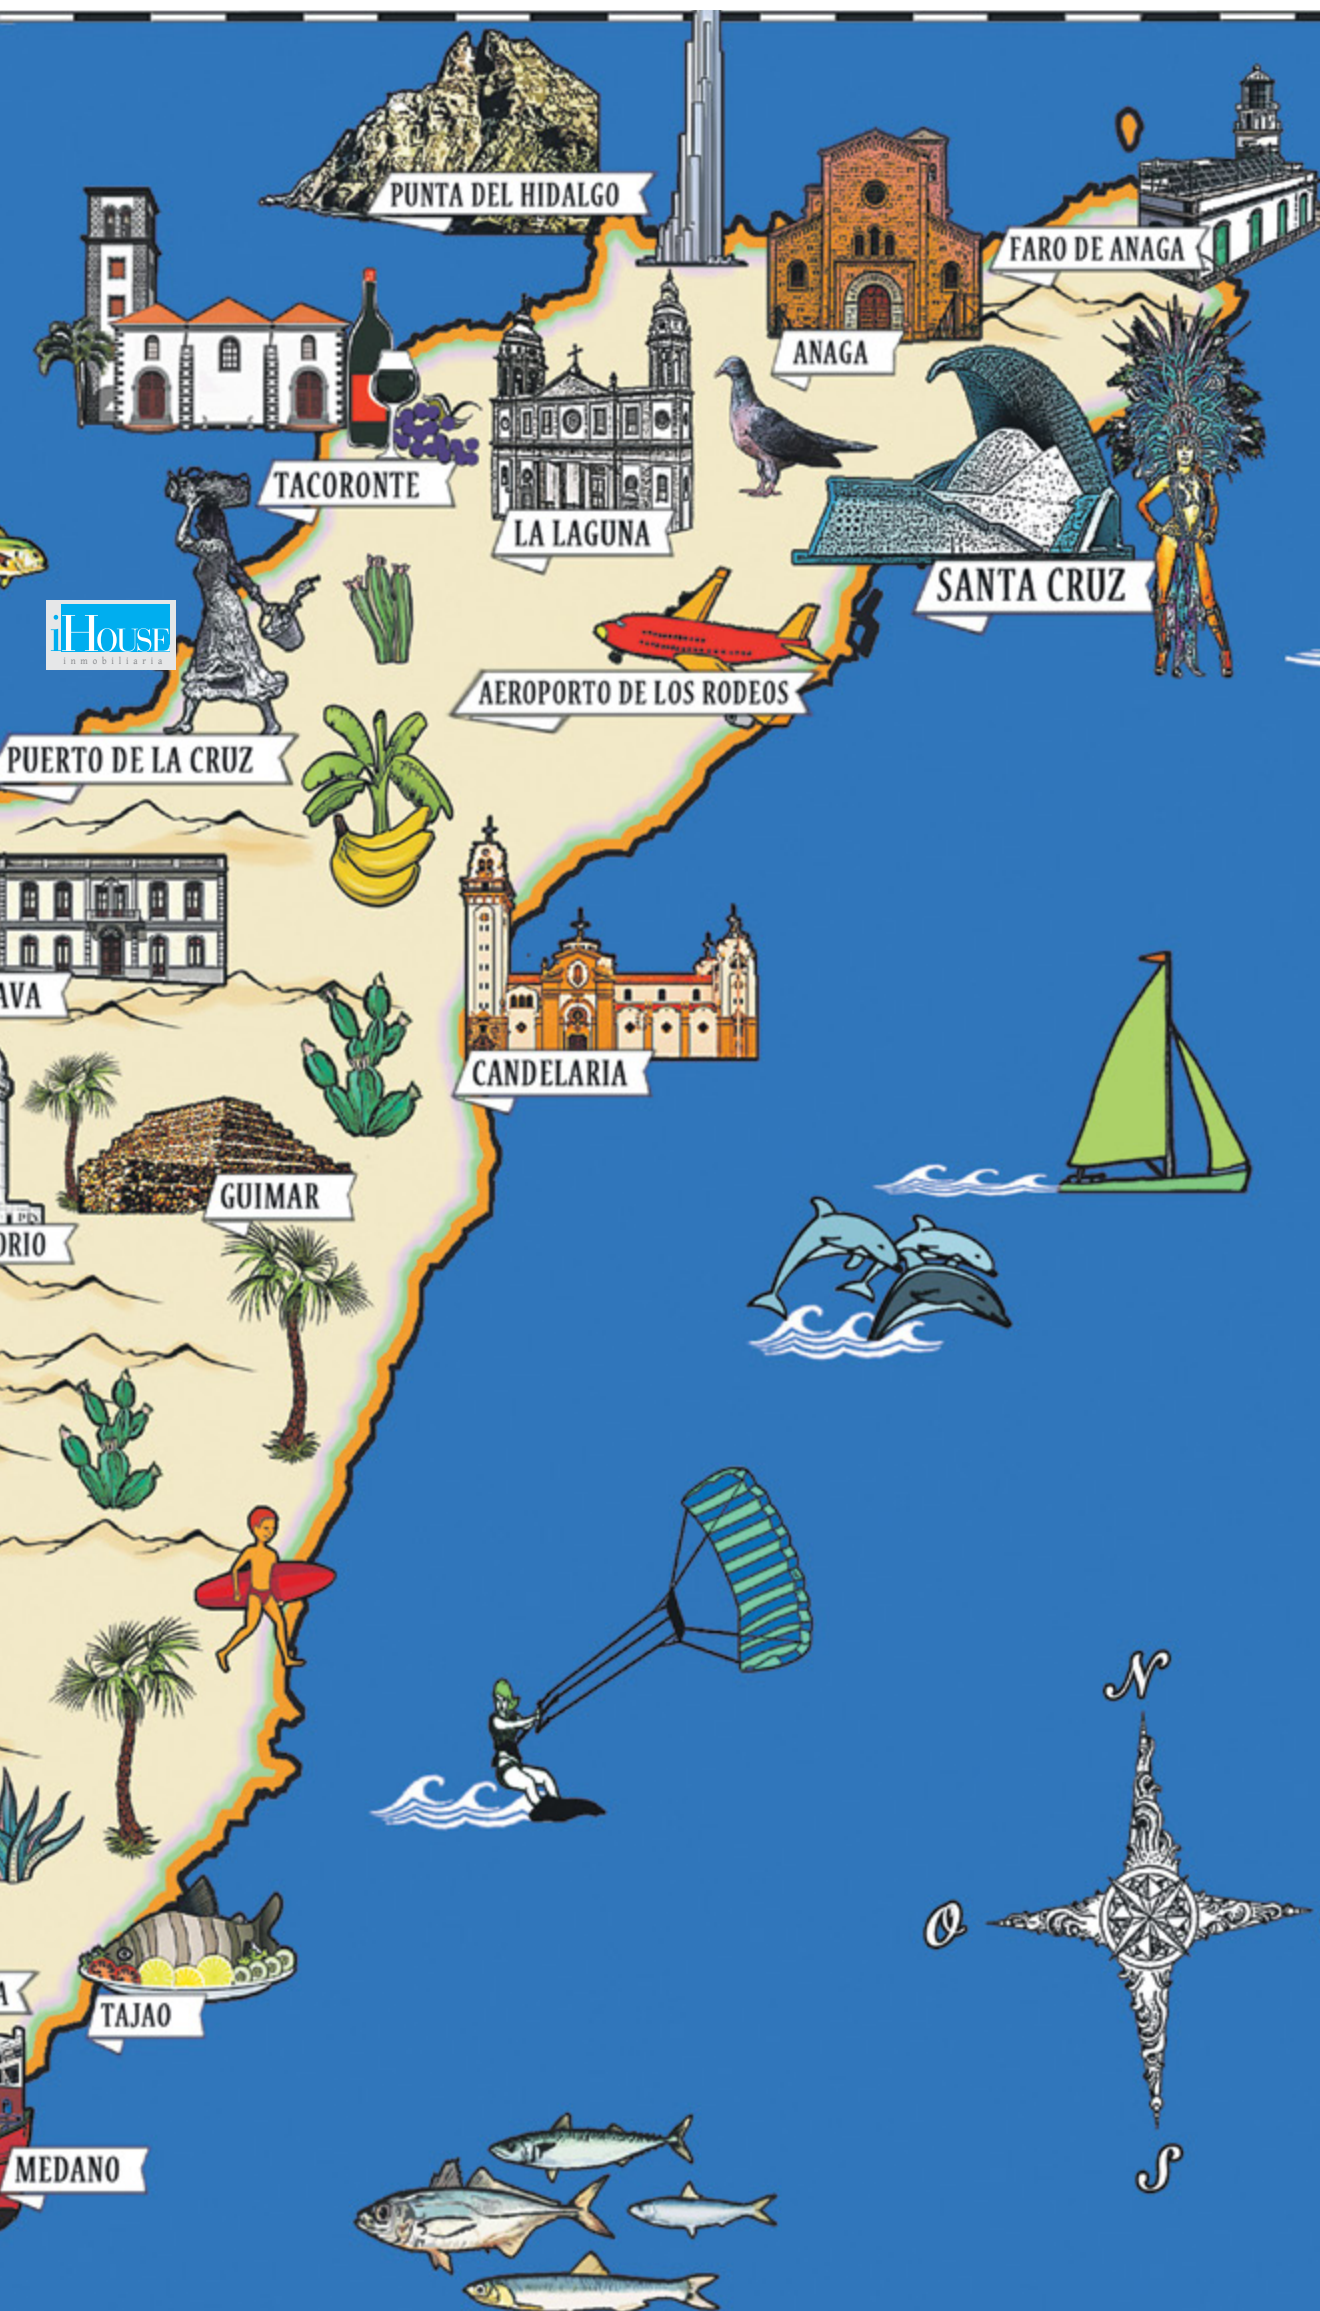 PUNTA DEL HIDALGO
FARO DE ANAGA
ANAGA
TACORONTE
LA LAGUNA
SANTA CRUZ
iHOUSE
inmobiliaria
AEROPORTO DE LOS RODEOS
PUERTO DE LA CRUZ
AVA
CANDELARIA
GUIMAR
ORIO
N
O
A
TAJAO
S
MEDANO